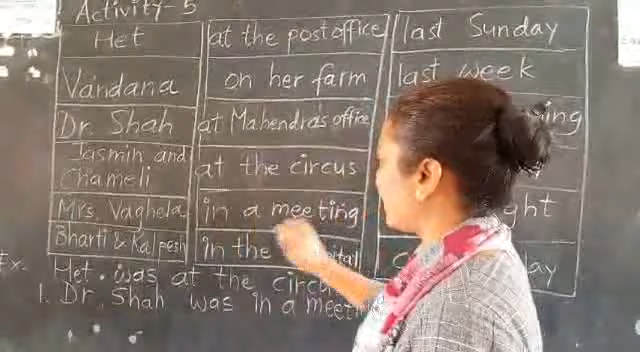 Activity-5
Het at the post office last Sunday
Vandana on her farm last week
Dr. Shah at Mahendra's office
Jasmin and Chameli at the circus
Mrs. Vaghela in a meeting
Bharti & Kalpesh in the
Ex. Het was at the
1. Dr. Shah was in a meeting